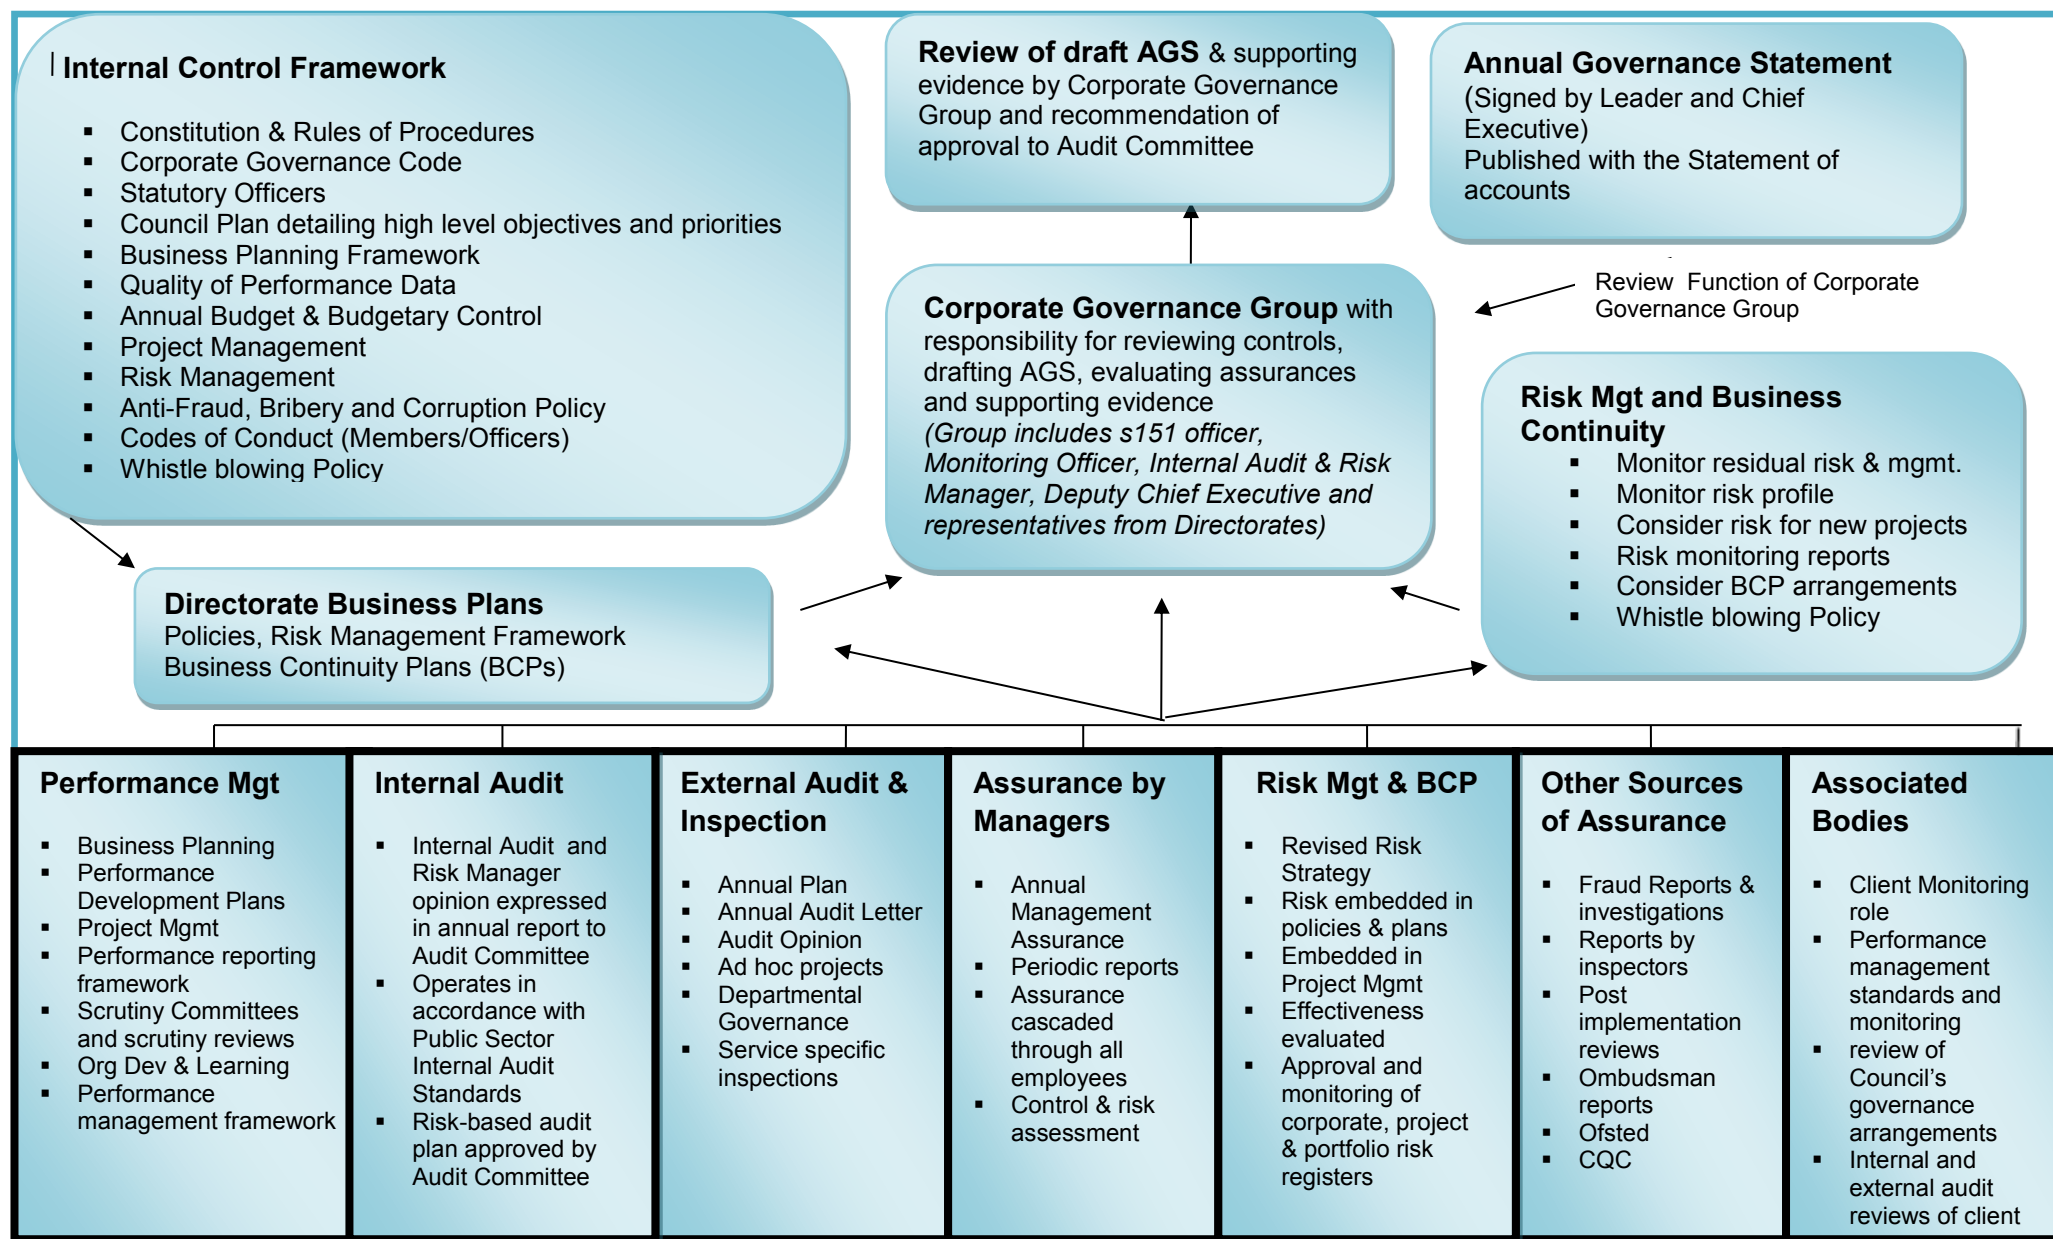 Internal Control Framework
▪ Constitution & Rules of Procedures
▪ Corporate Governance Code
▪ Statutory Officers
▪ Council Plan detailing high level objectives and priorities
▪ Business Planning Framework
▪ Quality of Performance Data
▪ Annual Budget & Budgetary Control
▪ Project Management
▪ Risk Management
▪ Anti-Fraud, Bribery and Corruption Policy
▪ Codes of Conduct (Members/Officers)
▪ Whistle blowing Policy
Review of draft AGS & supporting
evidence by Corporate Governance
Group and recommendation of
approval to Audit Committee
Annual Governance Statement
(Signed by Leader and Chief
Executive)
Published with the Statement of
accounts
Review Function of Corporate
Governance Group
Corporate Governance Group with
responsibility for reviewing controls,
drafting AGS, evaluating assurances
and supporting evidence
(Group includes s151 officer,
Monitoring Officer, Internal Audit & Risk
Manager, Deputy Chief Executive and
representatives from Directorates)
Risk Mgt and Business
Continuity
▪ Monitor residual risk & mgmt.
▪ Monitor risk profile
▪ Consider risk for new projects
▪ Risk monitoring reports
▪ Consider BCP arrangements
▪ Whistle blowing Policy
Directorate Business Plans
Policies, Risk Management Framework
Business Continuity Plans (BCPs)
Performance Mgt
▪ Business Planning
▪ Performance
Development Plans
▪ Project Mgmt
▪ Performance reporting
framework
▪ Scrutiny Committees
and scrutiny reviews
▪ Org Dev & Learning
▪ Performance
management framework
Internal Audit
▪ Internal Audit and
Risk Manager
opinion expressed
in annual report to
Audit Committee
▪ Operates in
accordance with
Public Sector
Internal Audit
Standards
▪ Risk-based audit
plan approved by
Audit Committee
External Audit &
Inspection
▪ Annual Plan
▪ Annual Audit Letter
▪ Audit Opinion
▪ Ad hoc projects
▪ Departmental
Governance
▪ Service specific
inspections
Assurance by
Managers
▪ Annual
Management
Assurance
▪ Periodic reports
▪ Assurance
cascaded
through all
employees
▪ Control & risk
assessment
Risk Mgt & BCP
▪ Revised Risk
Strategy
▪ Risk embedded in
policies & plans
▪ Embedded in
Project Mgmt
▪ Effectiveness
evaluated
▪ Approval and
monitoring of
corporate, project
& portfolio risk
registers
Other Sources
of Assurance
▪ Fraud Reports &
investigations
▪ Reports by
inspectors
▪ Post
implementation
reviews
▪ Ombudsman
reports
▪ Ofsted
▪ CQC
Associated
Bodies
▪ Client Monitoring
role
▪ Performance
management
standards and
monitoring
▪ review of
Council’s
governance
arrangements
▪ Internal and
external audit
reviews of client